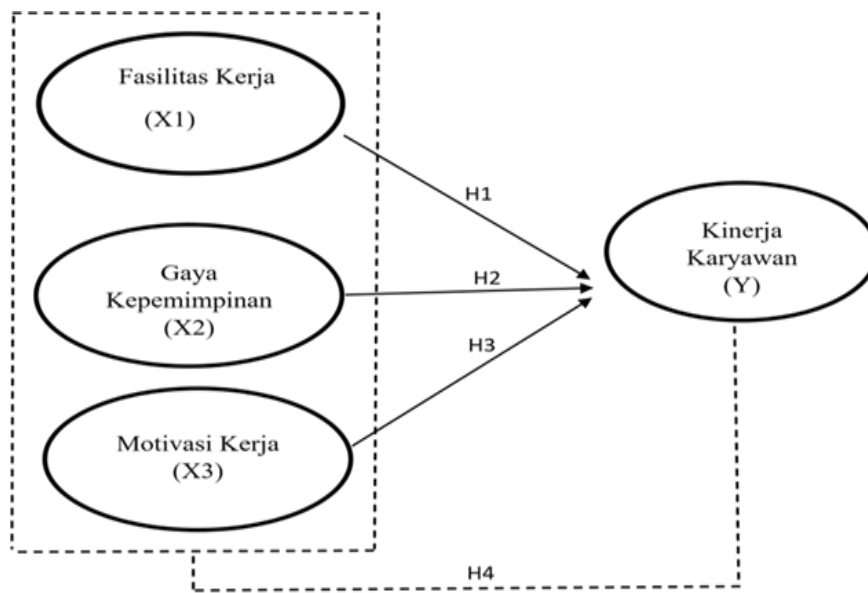 Fasilitas Kerja
(X1)
H1
Gaya
Kepemimpinan
(X2)
H2
Kinerja
Karyawan
(Y)
H3
Motivasi Kerja
(X3)
H4